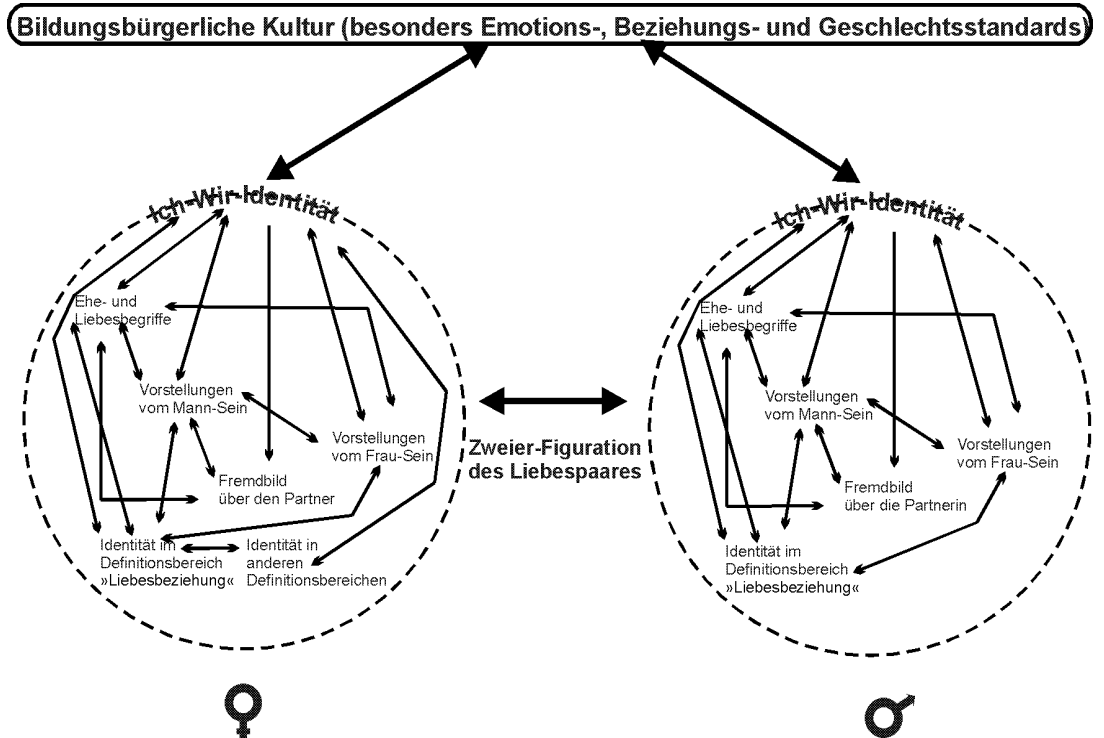 Bildungsbürgerliche Kultur (besonders Emotions-, Beziehungs- und Geschlechtsstandards)
Ich-Wir-Identität
Ehe- und
Liebesbegriffe
Vorstellungen
vom Mann-Sein
Vorstellungen
vom Frau-Sein
Fremdbild
über den Partner
Identität im
Definitionsbereich
»Liebesbeziehung«
Identität in
anderen
Definitionsbereichen
Zweier-Figuration
des Liebespaares
Ich-Wir-Identität
Ehe- und
Liebesbegriffe
Vorstellungen
vom Mann-Sein
Vorstellungen
vom Frau-Sein
Fremdbild
über die Partnerin
Identität im
Definitionsbereich
»Liebesbeziehung«